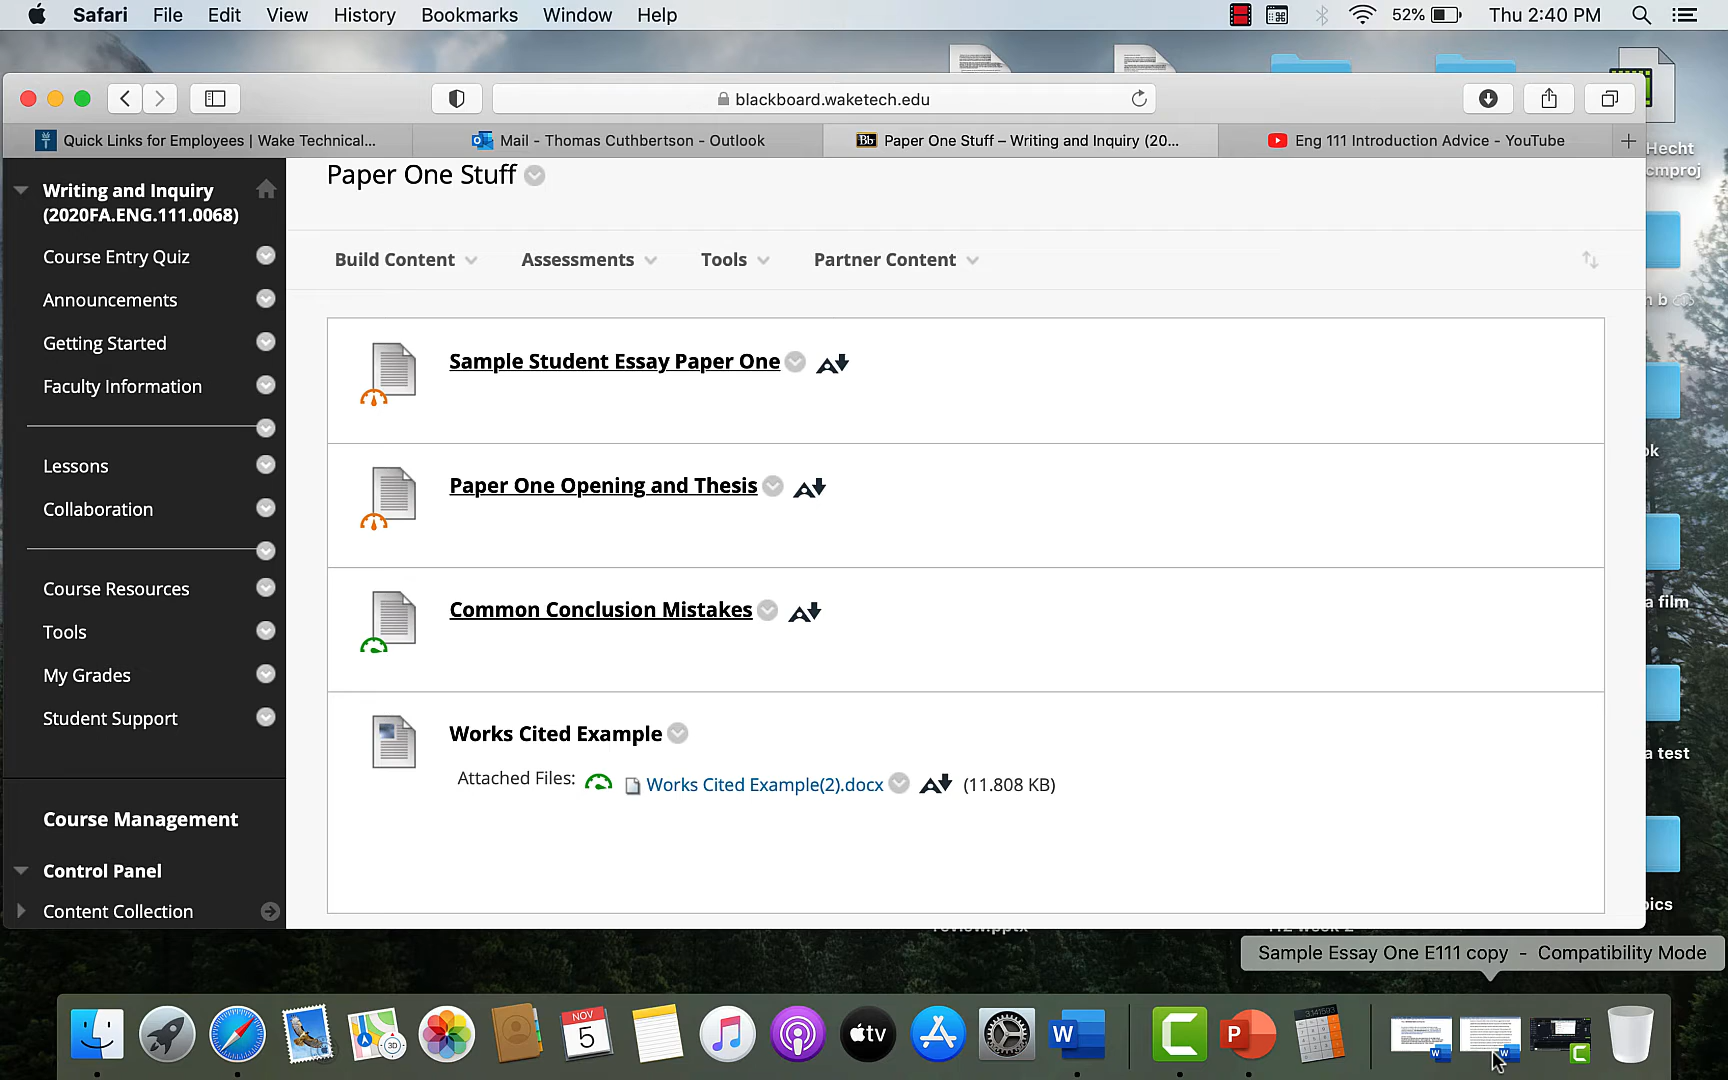 Safari File Edit View History Bookmarks Window Help 52% Thu 2:40 PM
blackboard.waketech.edu
Quick Links for Employees | Wake Technical... Mail - Thomas Cuthbertson - Outlook Bb Paper One Stuff – Writing and Inquiry (20... Eng 111 Introduction Advice - YouTube
Hecht
cmproj
Writing and Inquiry
(2020FA.ENG.111.0068)
Course Entry Quiz
Announcements
Getting Started
Faculty Information
Lessons
Collaboration
Course Resources
Tools
My Grades
Student Support
Course Management
Control Panel
Content Collection
Paper One Stuff
Build Content Assessments Tools Partner Content
Sample Student Essay Paper One
Paper One Opening and Thesis
Common Conclusion Mistakes
Works Cited Example
Attached Files: Works Cited Example(2).docx (11.808 KB)
a film
a test
Sample Essay One E111 copy - Compatibility Mode
3D
NOV
5
tv
W
P